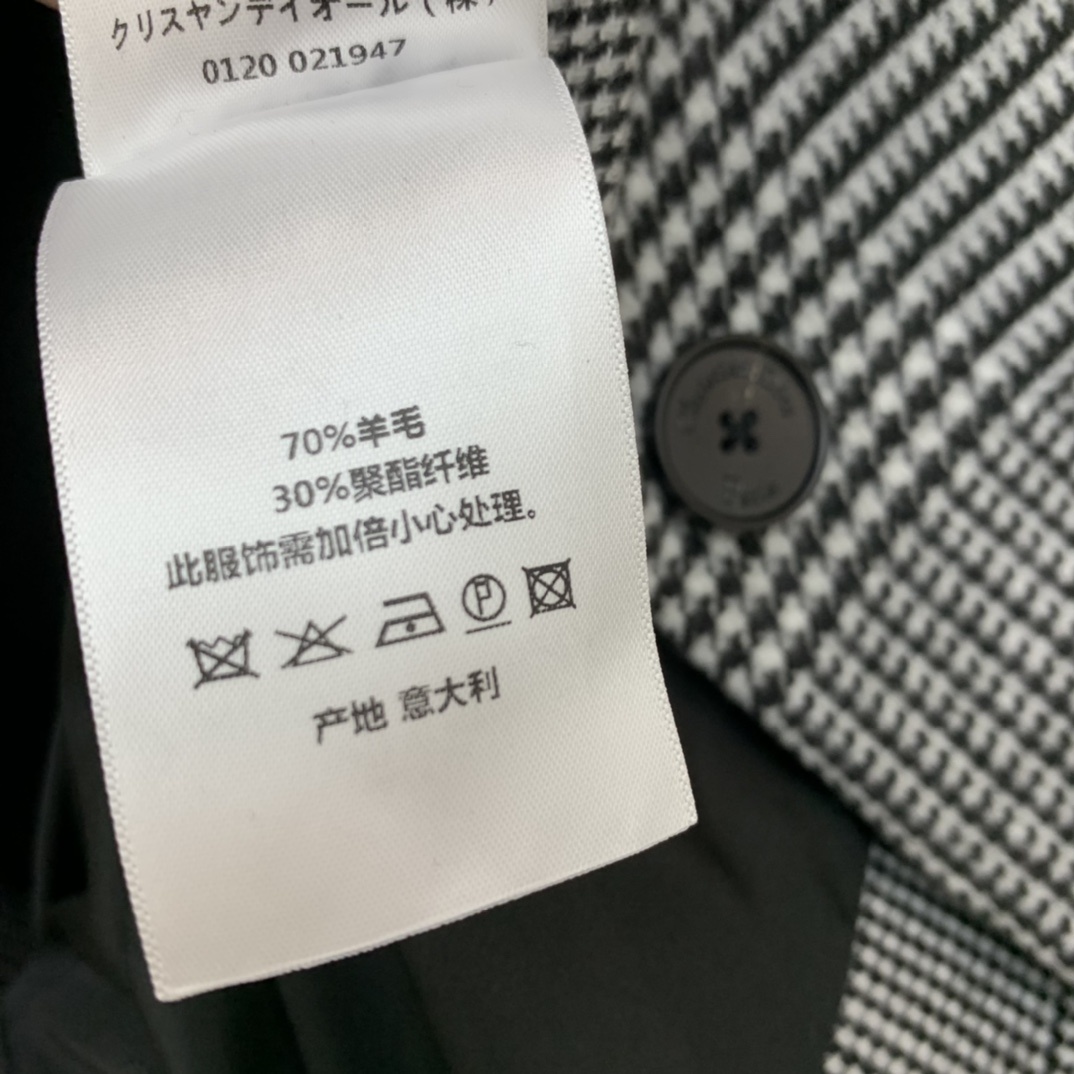 クリスヤンディオール(株)
0120 021947
70%羊毛
30%聚酯纤维
此服饰需加倍小心处理。
P
产地 意大利